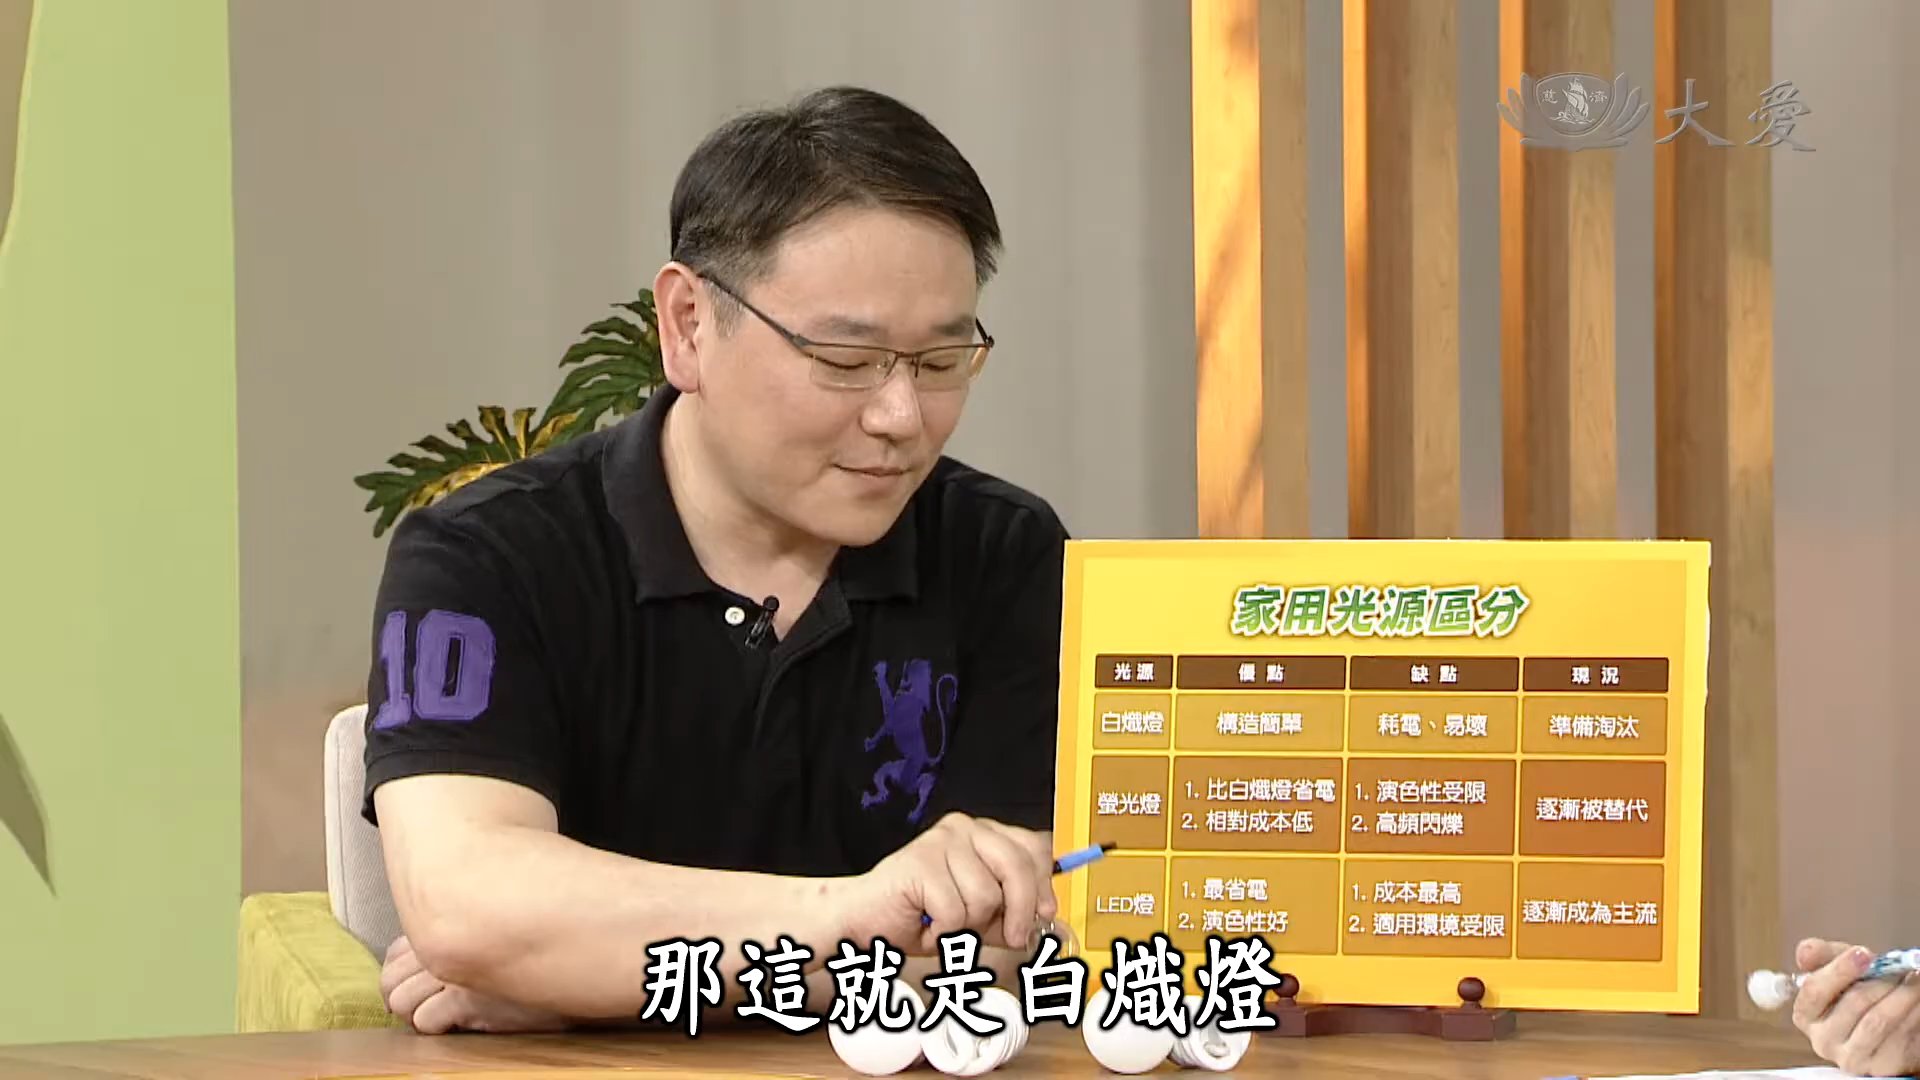 慈濟
大愛
10
家用光源區分
光源 優點 缺點 現況
白熾燈 構造簡單 耗電、易壞 準備淘汰
螢光燈 1. 比白熾燈省電 2. 相對成本低 1. 演色性受限 2. 高頻閃爍 逐漸被替代
LED燈 1. 最省電 2. 演色性好 1. 成本最高 2. 適用環境受限 逐漸成為主流
那這就是白熾燈